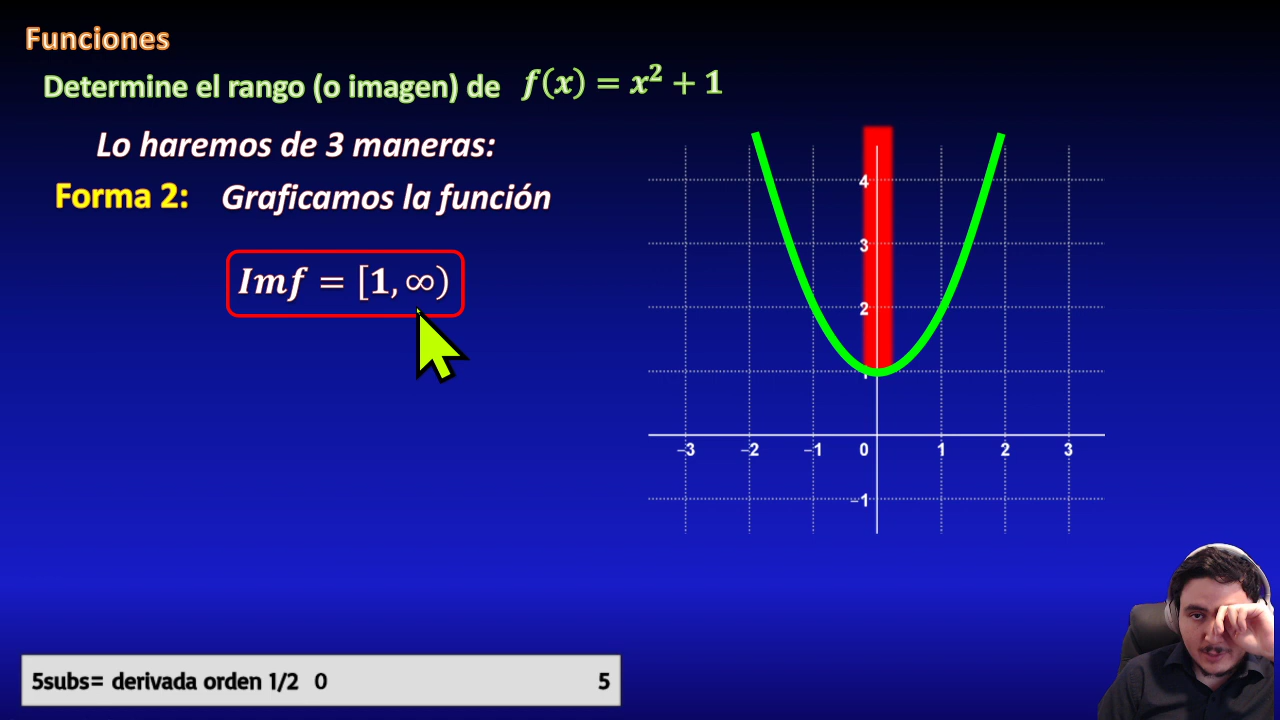 Funciones
Determine el rango (o imagen) de f(x) = x² + 1
Lo haremos de 3 maneras:
Forma 2: Graficamos la función
Imf = [1, ∞)
4
3
2
1
–3 –2 –1 0 1 2 3
–1
5subs= derivada orden 1/2 0 5